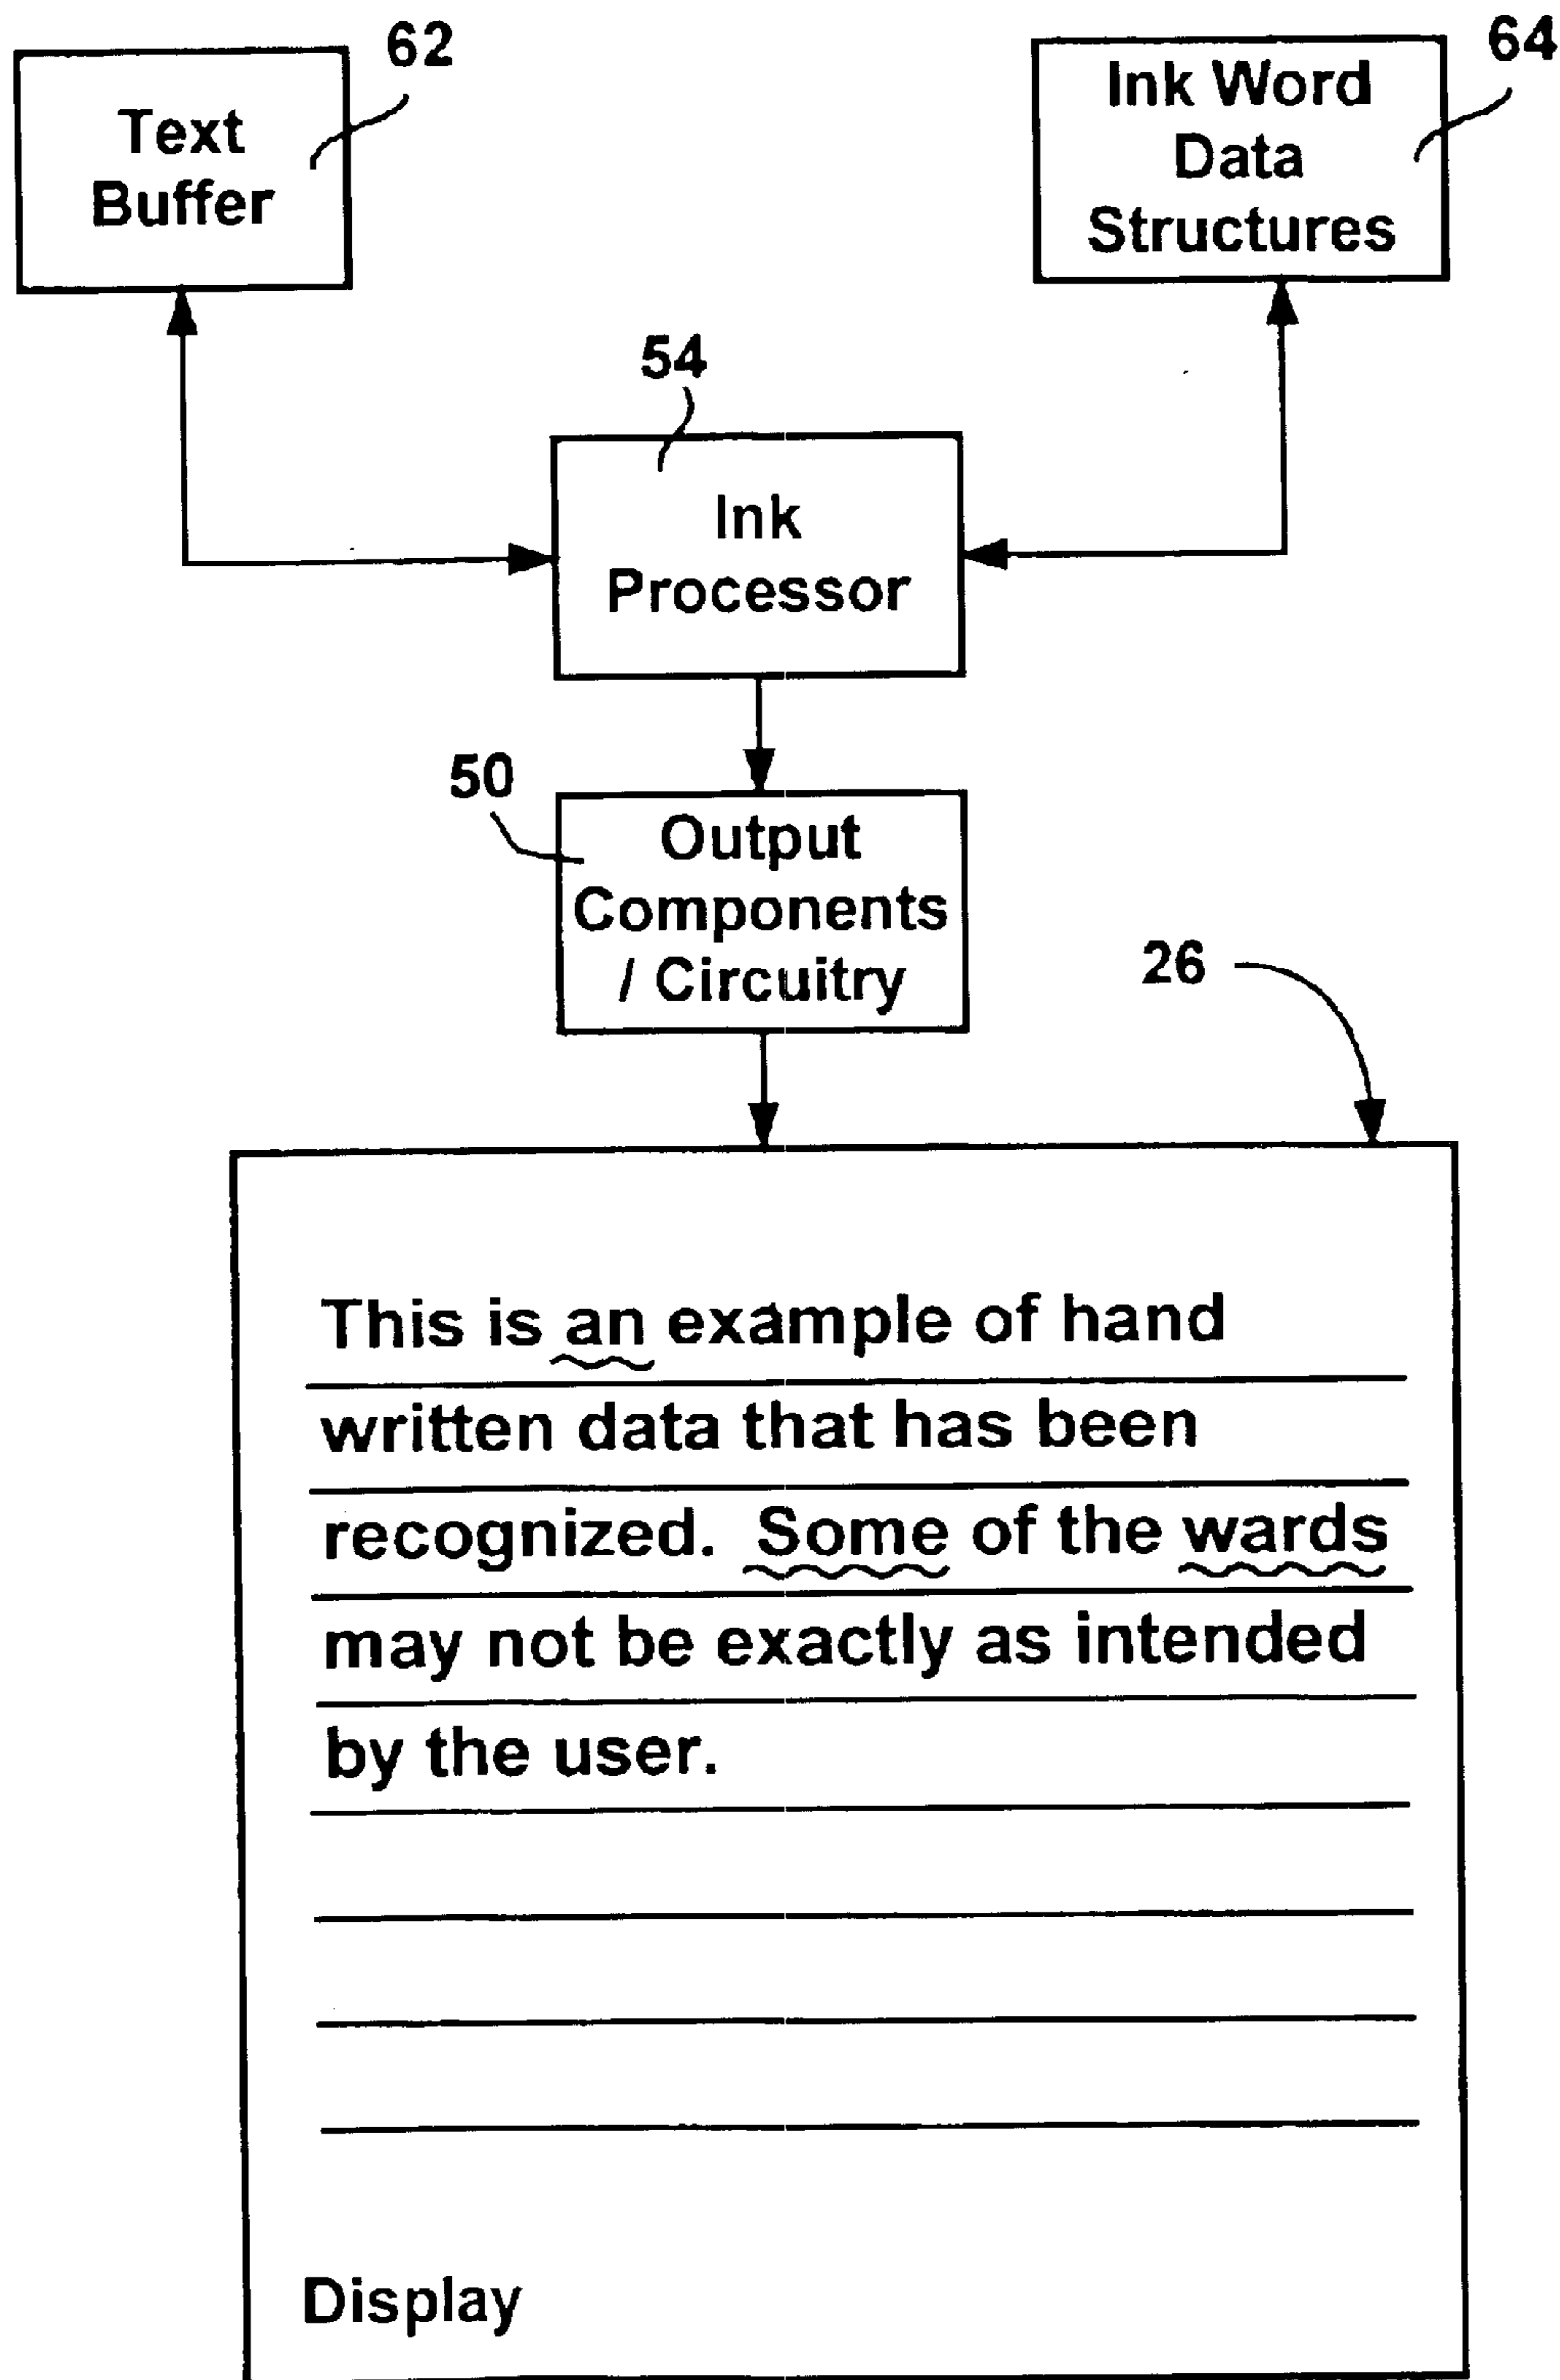 62
Text
Buffer
64
Ink Word
Data
Structures
54
Ink
Processor
50
Output
Components
/ Circuitry
26
This is an example of hand
written data that has been
recognized.  Some of the wards
may not be exactly as intended
by the user.
Display